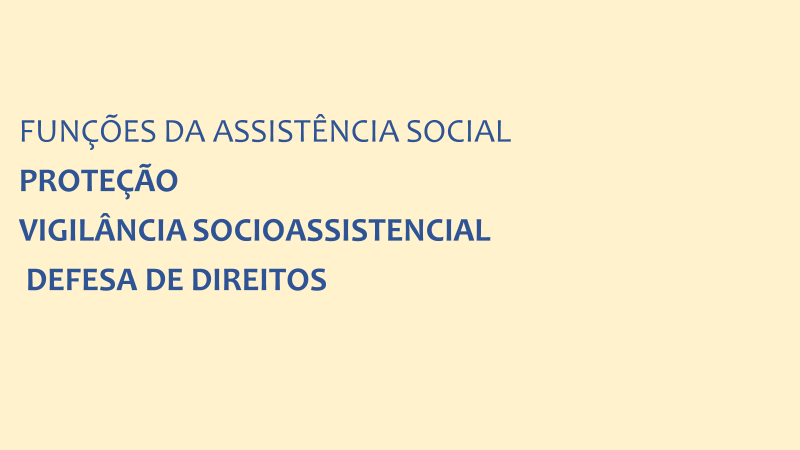 FUNÇÕES DA ASSISTÊNCIA SOCIAL
PROTEÇÃO
VIGILÂNCIA SOCIOASSISTENCIAL
DEFESA DE DIREITOS